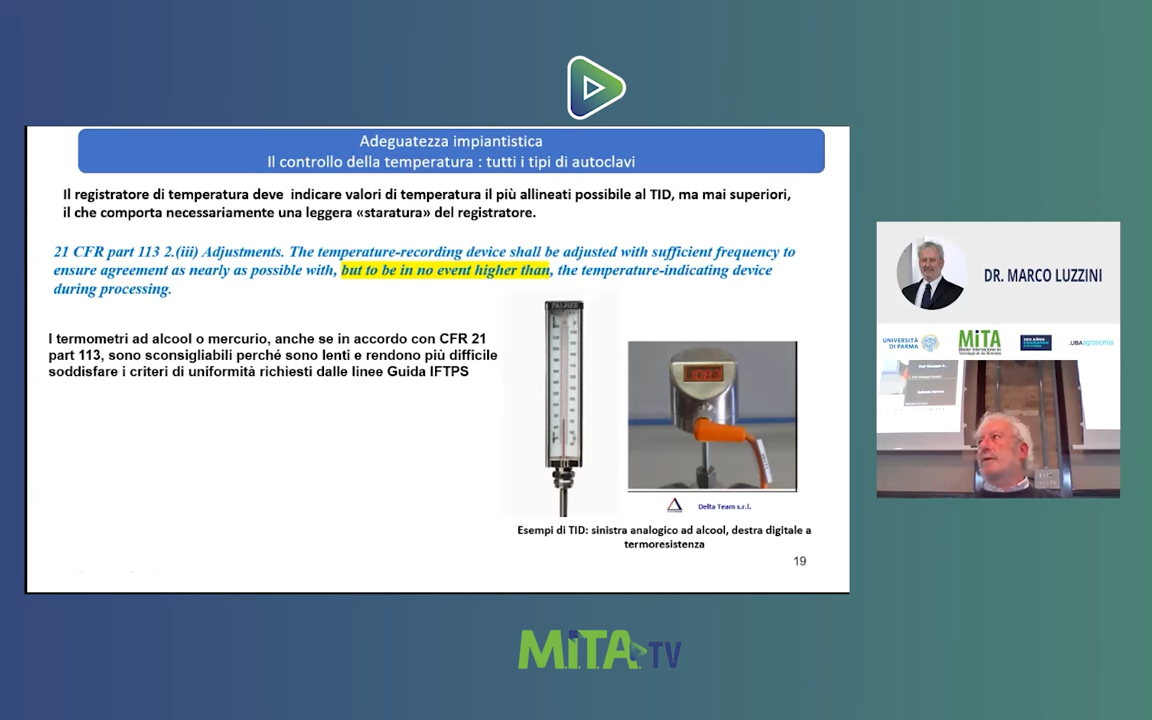 Adeguatezza impiantistica
Il controllo della temperatura : tutti i tipi di autoclavi
Il registratore di temperatura deve indicare valori di temperatura il più allineati possibile al TID, ma mai superiori,
il che comporta necessariamente una leggera «staratura» del registratore.
21 CFR part 113 2.(iii) Adjustments. The temperature-recording device shall be adjusted with sufficient frequency to
ensure agreement as nearly as possible with, but to be in no event higher than, the temperature-indicating device
during processing.
I termometri ad alcool o mercurio, anche se in accordo con CFR 21
part 113, sono sconsigliabili perché sono lenti e rendono più difficile
soddisfare i criteri di uniformità richiesti dalle linee Guida IFTPS
PALMER
Delta Team s.r.l.
Esempi di TID: sinistra analogico ad alcool, destra digitale a
termoresistenza
19
DR. MARCO LUZZINI
UNIVERSITÀ
DI PARMA
MiTA
.UBAagronomia
M.i.T.A. TV